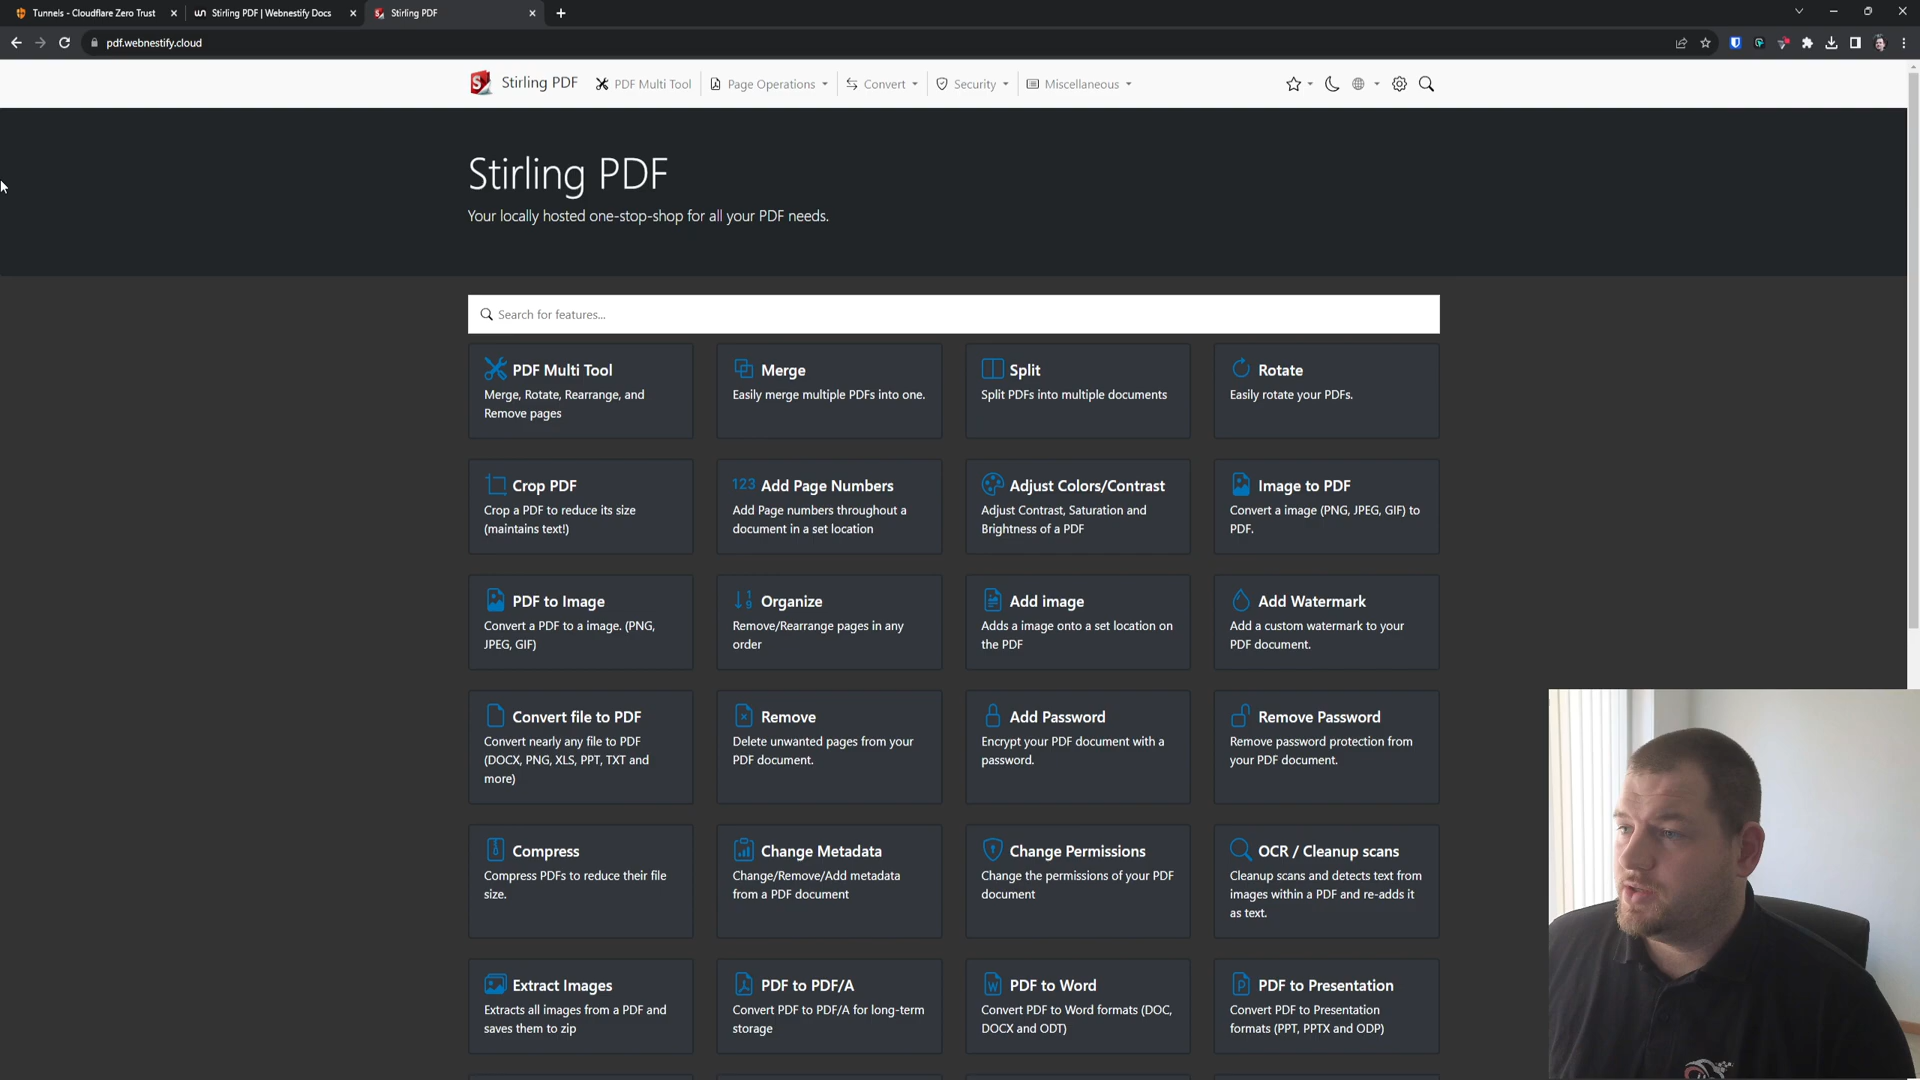 Tunnels - Cloudflare Zero Trust
Stirling PDF | Webnestify Docs
Stirling PDF
pdf.webnestify.cloud
Stirling PDF
PDF Multi Tool
Page Operations
Convert
Security
Miscellaneous
Stirling PDF
Your locally hosted one-stop-shop for all your PDF needs.
Search for features...
PDF Multi Tool
Merge, Rotate, Rearrange, and
Remove pages
Merge
Easily merge multiple PDFs into one.
Split
Split PDFs into multiple documents
Rotate
Easily rotate your PDFs.
Crop PDF
Crop a PDF to reduce its size
(maintains text!)
123 Add Page Numbers
Add Page numbers throughout a
document in a set location
Adjust Colors/Contrast
Adjust Contrast, Saturation and
Brightness of a PDF
Image to PDF
Convert a image (PNG, JPEG, GIF) to
PDF.
PDF to Image
Convert a PDF to a image. (PNG,
JPEG, GIF)
Organize
Remove/Rearrange pages in any
order
Add image
Adds a image onto a set location on
the PDF
Add Watermark
Add a custom watermark to your
PDF document.
Convert file to PDF
Convert nearly any file to PDF
(DOCX, PNG, XLS, PPT, TXT and
more)
Remove
Delete unwanted pages from your
PDF document.
Add Password
Encrypt your PDF document with a
password.
Remove Password
Remove password protection from
your PDF document.
Compress
Compress PDFs to reduce their file
size.
Change Metadata
Change/Remove/Add metadata
from a PDF document
Change Permissions
Change the permissions of your PDF
document
OCR / Cleanup scans
Cleanup scans and detects text from
images within a PDF and re-adds it
as text.
Extract Images
Extracts all images from a PDF and
saves them to zip
PDF to PDF/A
Convert PDF to PDF/A for long-term
storage
PDF to Word
Convert PDF to Word formats (DOC,
DOCX and ODT)
PDF to Presentation
Convert PDF to Presentation
formats (PPT, PPTX and ODP)